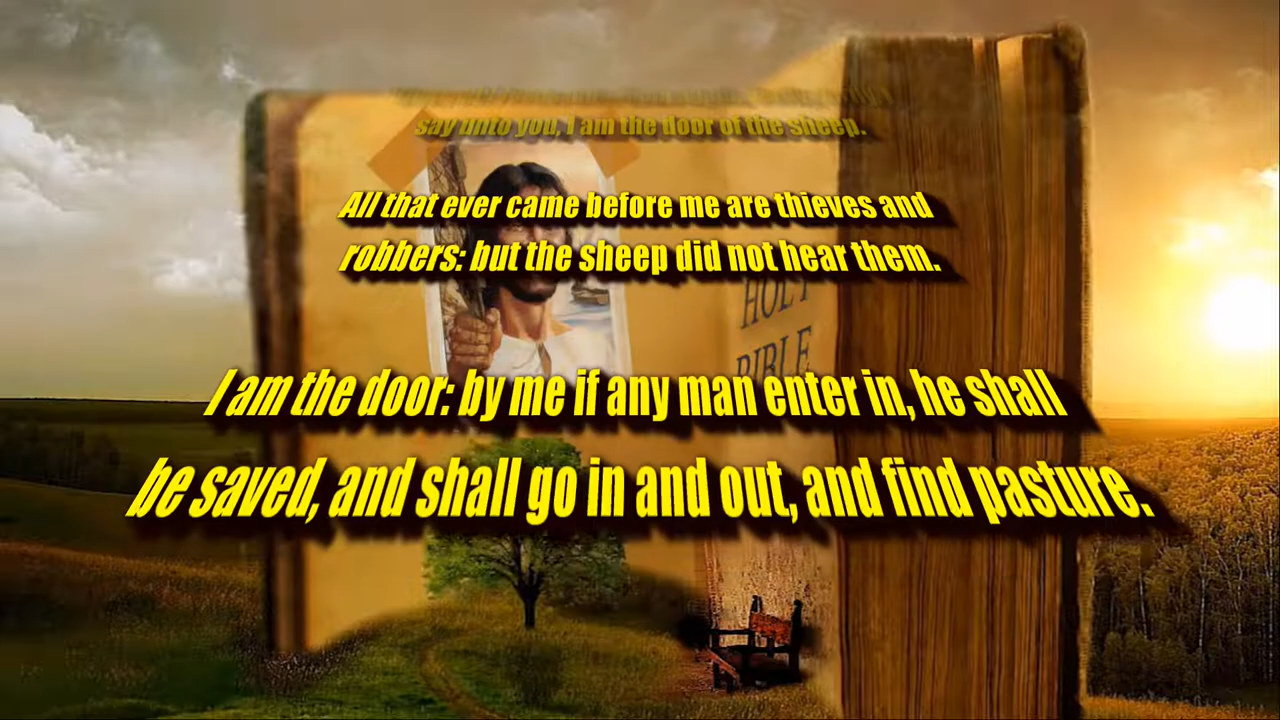 say unto you, I am the door of the sheep.
All that ever came before me are thieves and
robbers: but the sheep did not hear them.
HOLY
BIBLE
I am the door: by me if any man enter in, he shall
be saved, and shall go in and out, and find pasture.